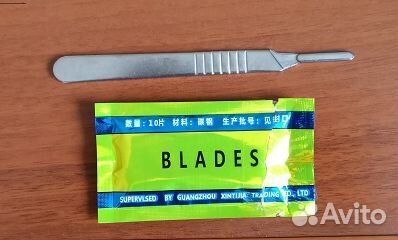 数量:10片 材料:碳钢 生产批号:见封口
BLADES
SUPERVLSED BY GUANGZHOU XINTIJIA TRADING CO., LTD
Avito